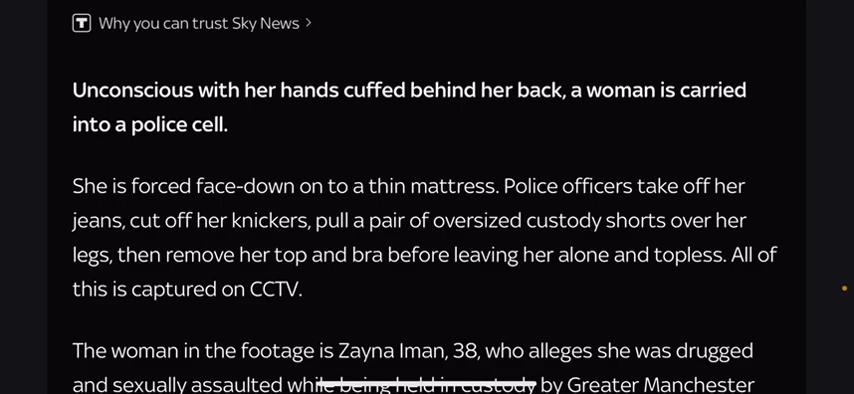 Why you can trust Sky News >
Unconscious with her hands cuffed behind her back, a woman is carried
into a police cell.
She is forced face-down on to a thin mattress. Police officers take off her
jeans, cut off her knickers, pull a pair of oversized custody shorts over her
legs, then remove her top and bra before leaving her alone and topless. All of
this is captured on CCTV.
The woman in the footage is Zayna Iman, 38, who alleges she was drugged
and sexually assaulted while being held in custody by Greater Manchester